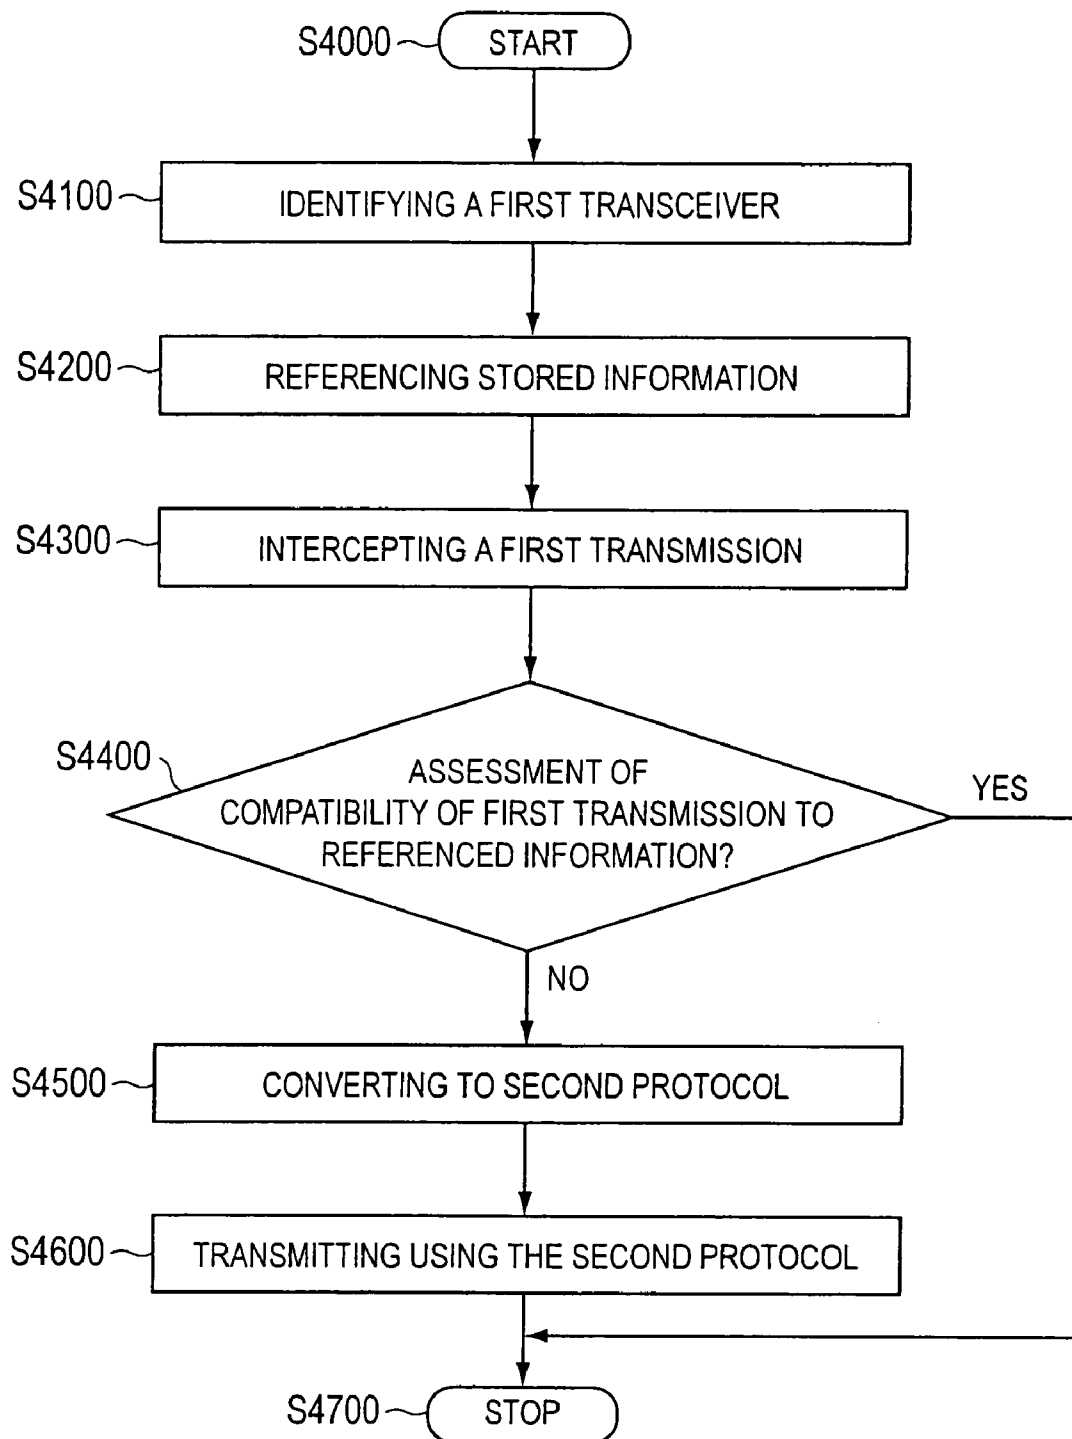 S4000
START
S4100
IDENTIFYING A FIRST TRANSCEIVER
S4200
REFERENCING STORED INFORMATION
S4300
INTERCEPTING A FIRST TRANSMISSION
S4400
ASSESSMENT OF
COMPATIBILITY OF FIRST TRANSMISSION TO
REFERENCED INFORMATION?
YES
NO
S4500
CONVERTING TO SECOND PROTOCOL
S4600
TRANSMITTING USING THE SECOND PROTOCOL
S4700
STOP